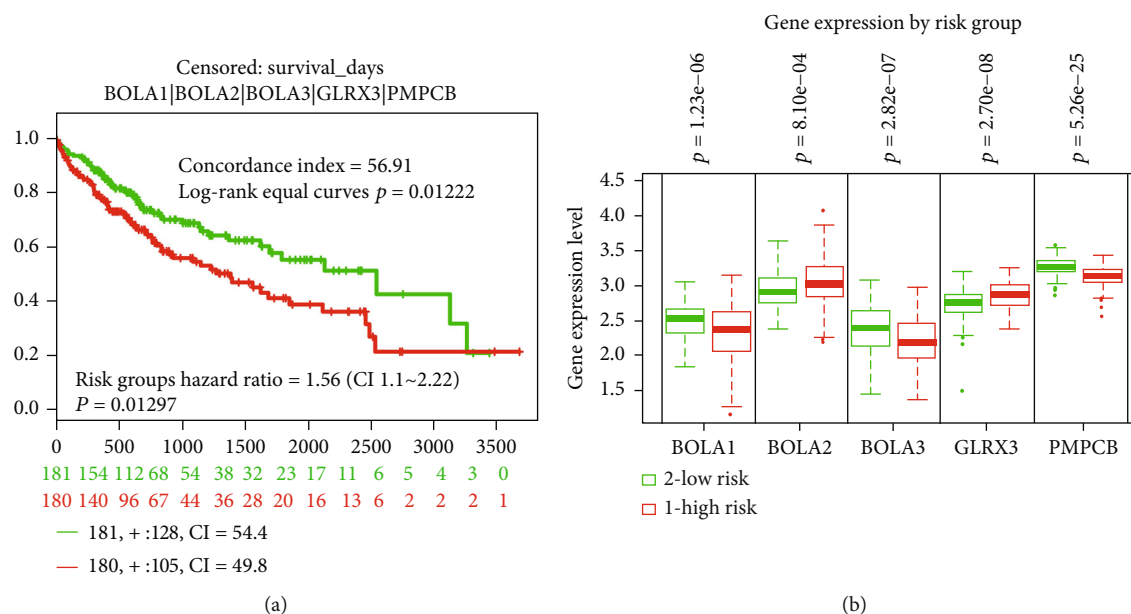 Censored: survival_days
BOLA1|BOLA2|BOLA3|GLRX3|PMPCB
1.0
0.8
0.6
0.4
0.2
0.0
Concordance index = 56.91
Log-rank equal curves p = 0.01222
Risk groups hazard ratio = 1.56 (CI 1.1~2.22)
P = 0.01297
0 500 1000 1500 2000 2500 3000 3500
181 154 112 68 54 38 32 23 17 11 6 5 4 3 0
180 140 96 67 44 36 28 20 16 13 6 2 2 2 1
181, + :128, CI = 54.4
180, + :105, CI = 49.8
(a)
Gene expression by risk group
p = 1.23e−06
p = 8.10e−04
p = 2.82e−07
p = 2.70e−08
p = 5.26e−25
Gene expression level
4.5
4.0
3.5
3.0
2.5
2.0
1.5
BOLA1 BOLA2 BOLA3 GLRX3 PMPCB
2-low risk
1-high risk
(b)